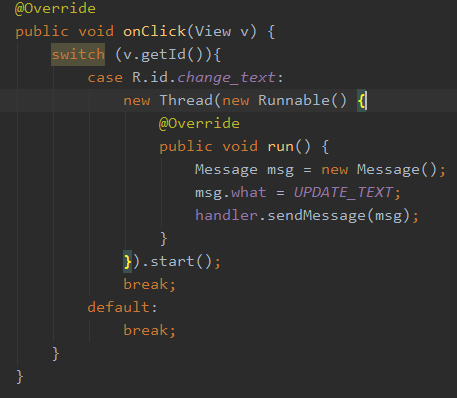 @Override
public void onClick(View v) {
    switch (v.getId()){
        case R.id.change_text:
            new Thread(new Runnable() {
                @Override
                public void run() {
                    Message msg = new Message();
                    msg.what = UPDATE_TEXT;
                    handler.sendMessage(msg);
                }
            }).start();
            break;
        default:
            break;
    }
}